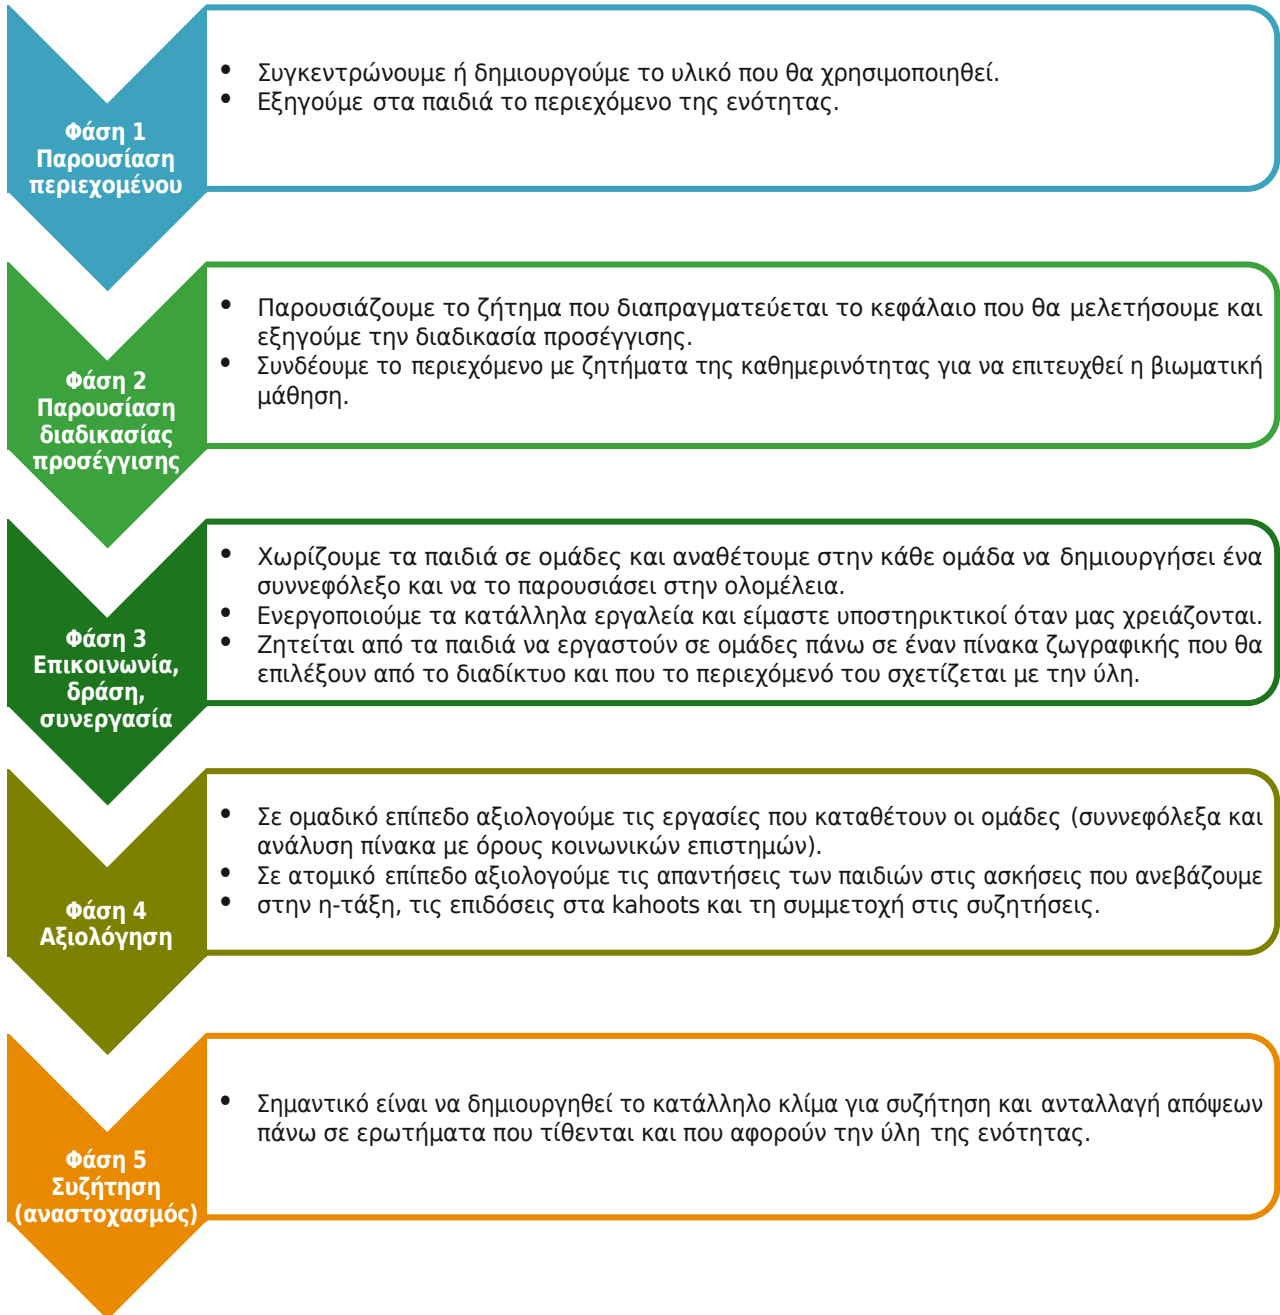 Φάση 1
Παρουσίαση
περιεχομένου
• Συγκεντρώνουμε ή δημιουργούμε το υλικό που θα χρησιμοποιηθεί.
• Εξηγούμε στα παιδιά το περιεχόμενο της ενότητας.
Φάση 2
Παρουσίαση
διαδικασίας
προσέγγισης
• Παρουσιάζουμε το ζήτημα που διαπραγματεύεται το κεφάλαιο που θα μελετήσουμε και
εξηγούμε την διαδικασία προσέγγισης.
• Συνδέουμε το περιεχόμενο με ζητήματα της καθημερινότητας για να επιτευχθεί η βιωματική
μάθηση.
Φάση 3
Επικοινωνία,
δράση,
συνεργασία
• Χωρίζουμε τα παιδιά σε ομάδες και αναθέτουμε στην κάθε ομάδα να δημιουργήσει ένα
συννεφόλεξο και να το παρουσιάσει στην ολομέλεια.
• Ενεργοποιούμε τα κατάλληλα εργαλεία και είμαστε υποστηρικτικοί όταν μας χρειάζονται.
• Ζητείται από τα παιδιά να εργαστούν σε ομάδες πάνω σε έναν πίνακα ζωγραφικής που θα
επιλέξουν από το διαδίκτυο και που το περιεχόμενό του σχετίζεται με την ύλη.
Φάση 4
Αξιολόγηση
• Σε ομαδικό επίπεδο αξιολογούμε τις εργασίες που καταθέτουν οι ομάδες (συννεφόλεξα και
ανάλυση πίνακα με όρους κοινωνικών επιστημών).
• Σε ατομικό επίπεδο αξιολογούμε τις απαντήσεις των παιδιών στις ασκήσεις που ανεβάζουμε
• στην η-τάξη, τις επιδόσεις στα kahoots και τη συμμετοχή στις συζητήσεις.
Φάση 5
Συζήτηση
(αναστοχασμός)
• Σημαντικό είναι να δημιουργηθεί το κατάλληλο κλίμα για συζήτηση και ανταλλαγή απόψεων
πάνω σε ερωτήματα που τίθενται και που αφορούν την ύλη της ενότητας.